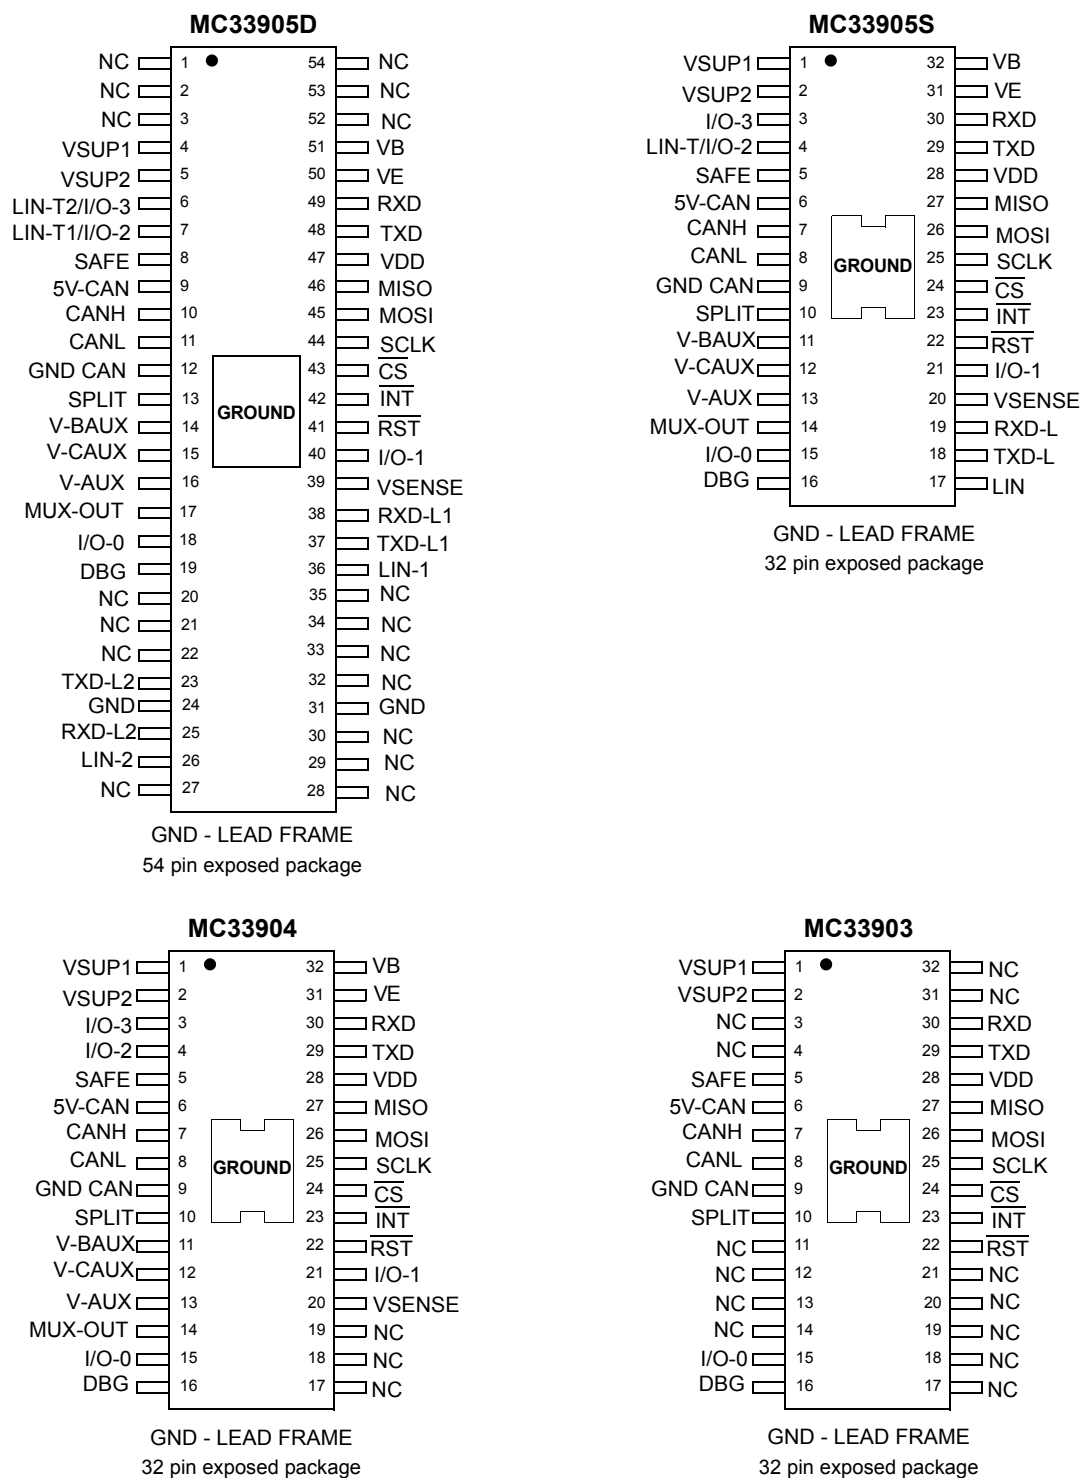 MC33905D
NC 1 54 NC
NC 2 53 NC
NC 3 52 NC
VSUP1 4 51 VB
VSUP2 5 50 VE
LIN-T2/I/O-3 6 49 RXD
LIN-T1/I/O-2 7 48 TXD
SAFE 8 47 VDD
5V-CAN 9 46 MISO
CANH 10 45 MOSI
CANL 11 44 SCLK
GND CAN 12 43 CS
SPLIT 13 42 INT
V-BAUX 14 41 RST
V-CAUX 15 40 I/O-1
V-AUX 16 39 VSENSE
MUX-OUT 17 38 RXD-L1
I/O-0 18 37 TXD-L1
DBG 19 36 LIN-1
NC 20 35 NC
NC 21 34 NC
NC 22 33 NC
TXD-L2 23 32 NC
GND 24 31 GND
RXD-L2 25 30 NC
LIN-2 26 29 NC
NC 27 28 NC
GROUND
GND - LEAD FRAME
54 pin exposed package
MC33905S
VSUP1 1 32 VB
VSUP2 2 31 VE
I/O-3 3 30 RXD
LIN-T/I/O-2 4 29 TXD
SAFE 5 28 VDD
5V-CAN 6 27 MISO
CANH 7 26 MOSI
CANL 8 25 SCLK
GND CAN 9 24 CS
SPLIT 10 23 INT
V-BAUX 11 22 RST
V-CAUX 12 21 I/O-1
V-AUX 13 20 VSENSE
MUX-OUT 14 19 RXD-L
I/O-0 15 18 TXD-L
DBG 16 17 LIN
GROUND
GND - LEAD FRAME
32 pin exposed package
MC33904
VSUP1 1 32 VB
VSUP2 2 31 VE
I/O-3 3 30 RXD
I/O-2 4 29 TXD
SAFE 5 28 VDD
5V-CAN 6 27 MISO
CANH 7 26 MOSI
CANL 8 25 SCLK
GND CAN 9 24 CS
SPLIT 10 23 INT
V-BAUX 11 22 RST
V-CAUX 12 21 I/O-1
V-AUX 13 20 VSENSE
MUX-OUT 14 19 NC
I/O-0 15 18 NC
DBG 16 17 NC
GROUND
GND - LEAD FRAME
32 pin exposed package
MC33903
VSUP1 1 32 NC
VSUP2 2 31 NC
NC 3 30 RXD
NC 4 29 TXD
SAFE 5 28 VDD
5V-CAN 6 27 MISO
CANH 7 26 MOSI
CANL 8 25 SCLK
GND CAN 9 24 CS
SPLIT 10 23 INT
NC 11 22 RST
NC 12 21 NC
NC 13 20 NC
NC 14 19 NC
I/O-0 15 18 NC
DBG 16 17 NC
GROUND
GND - LEAD FRAME
32 pin exposed package